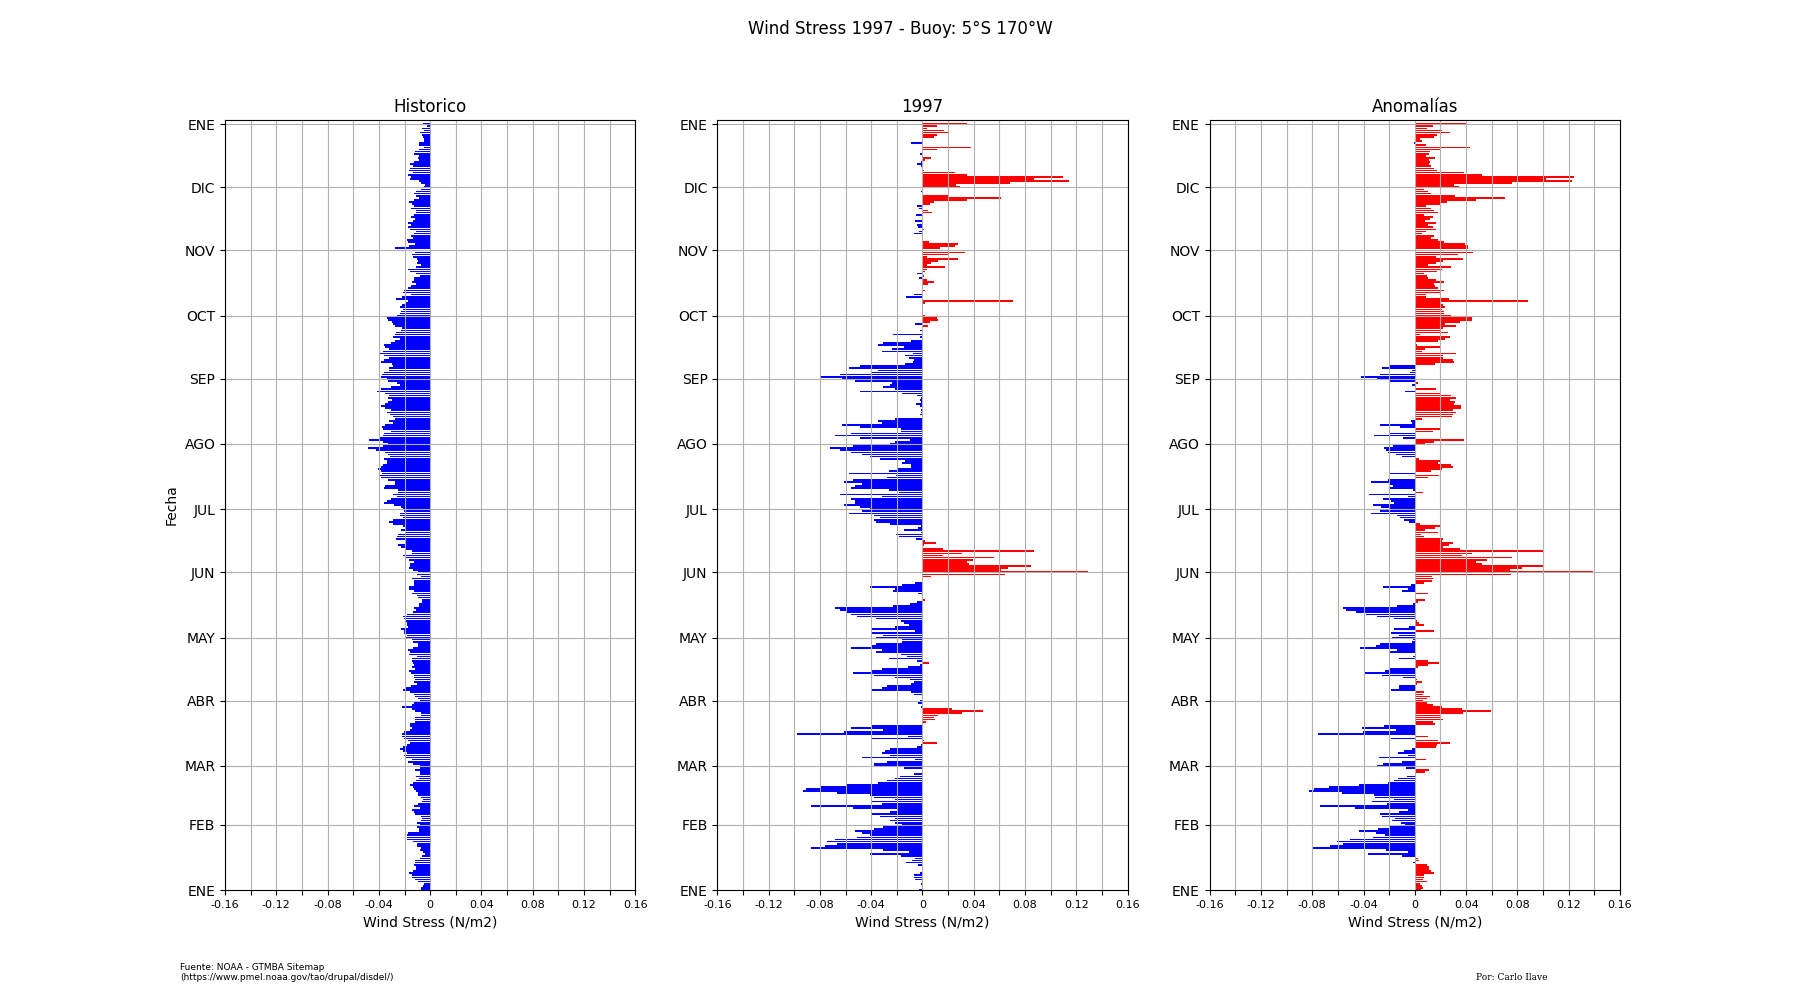 Wind Stress 1997 - Buoy: 5°S 170°W
Historico
ENE
DIC
NOV
OCT
SEP
AGO
JUL
JUN
MAY
ABR
MAR
FEB
ENE
Fecha
-0.16 -0.12 -0.08 -0.04 0 0.04 0.08 0.12 0.16
Wind Stress (N/m2)
1997
ENE
DIC
NOV
OCT
SEP
AGO
JUL
JUN
MAY
ABR
MAR
FEB
ENE
-0.16 -0.12 -0.08 -0.04 0 0.04 0.08 0.12 0.16
Wind Stress (N/m2)
Anomalías
ENE
DIC
NOV
OCT
SEP
AGO
JUL
JUN
MAY
ABR
MAR
FEB
ENE
-0.16 -0.12 -0.08 -0.04 0 0.04 0.08 0.12 0.16
Wind Stress (N/m2)
Fuente: NOAA - GTMBA Sitemap
(https://www.pmel.noaa.gov/tao/drupal/disdel/)
Por: Carlo Ilave